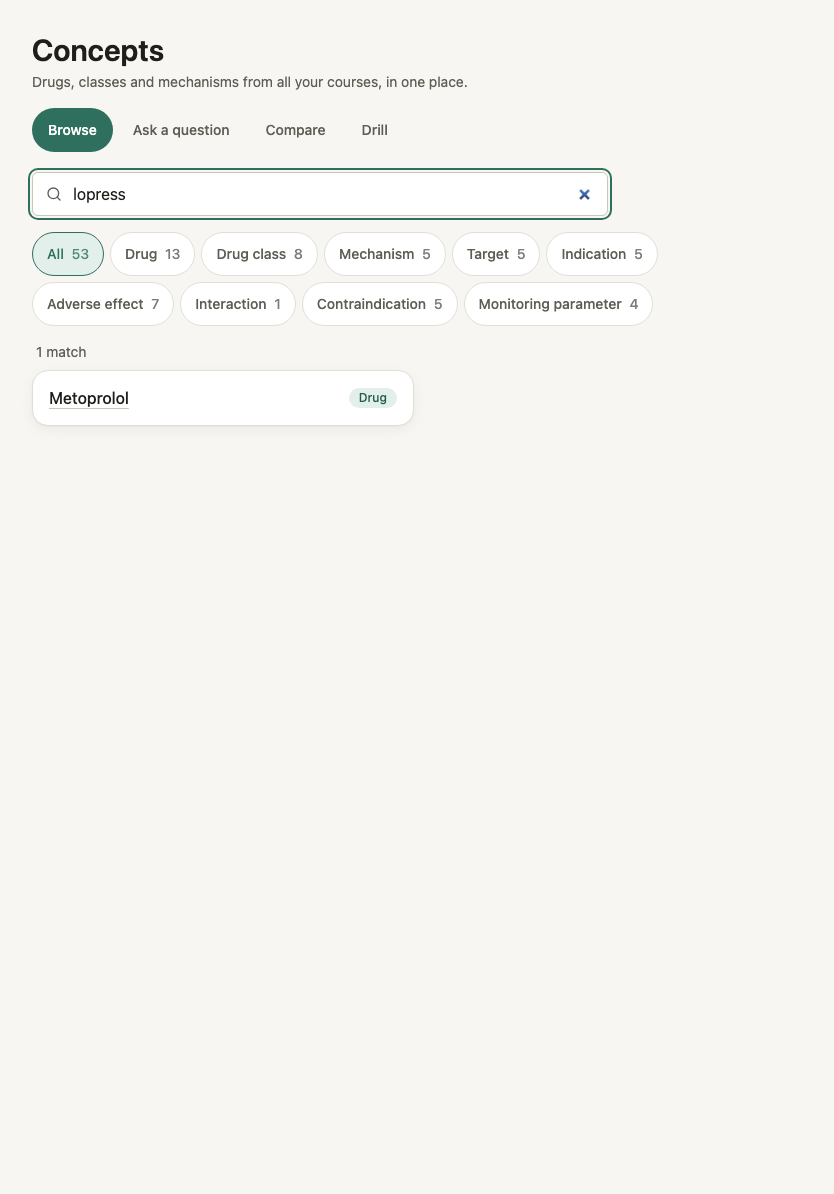 Concepts
Drugs, classes and mechanisms from all your courses, in one place.
Browse Ask a question Compare Drill
lopress
All 53 Drug 13 Drug class 8 Mechanism 5 Target 5 Indication 5
Adverse effect 7 Interaction 1 Contraindication 5 Monitoring parameter 4
1 match
Metoprolol Drug